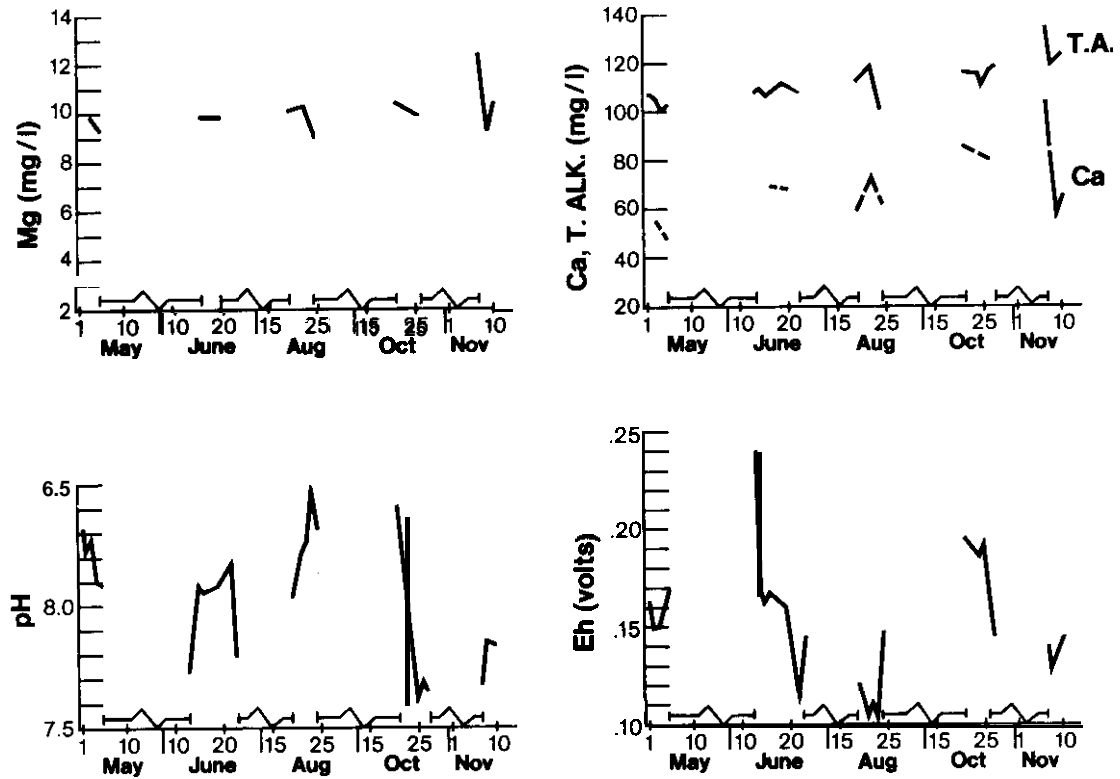 Mg (mg/l)
14
12
10
8
6
4
2
1 10 10 20 15 25 15 25 1 10
May June Aug Oct Nov
Ca, T. ALK. (mg/l)
140
120
100
80
60
40
20
T.A.
Ca
1 10 10 20 15 25 15 25 1 10
May June Aug Oct Nov
pH
6.5
8.0
7.5
1 10 10 20 15 25 15 25 1 10
May June Aug Oct Nov
Eh (volts)
.25
.20
.15
.10
1 10 10 20 15 25 15 25 1 10
May June Aug Oct Nov